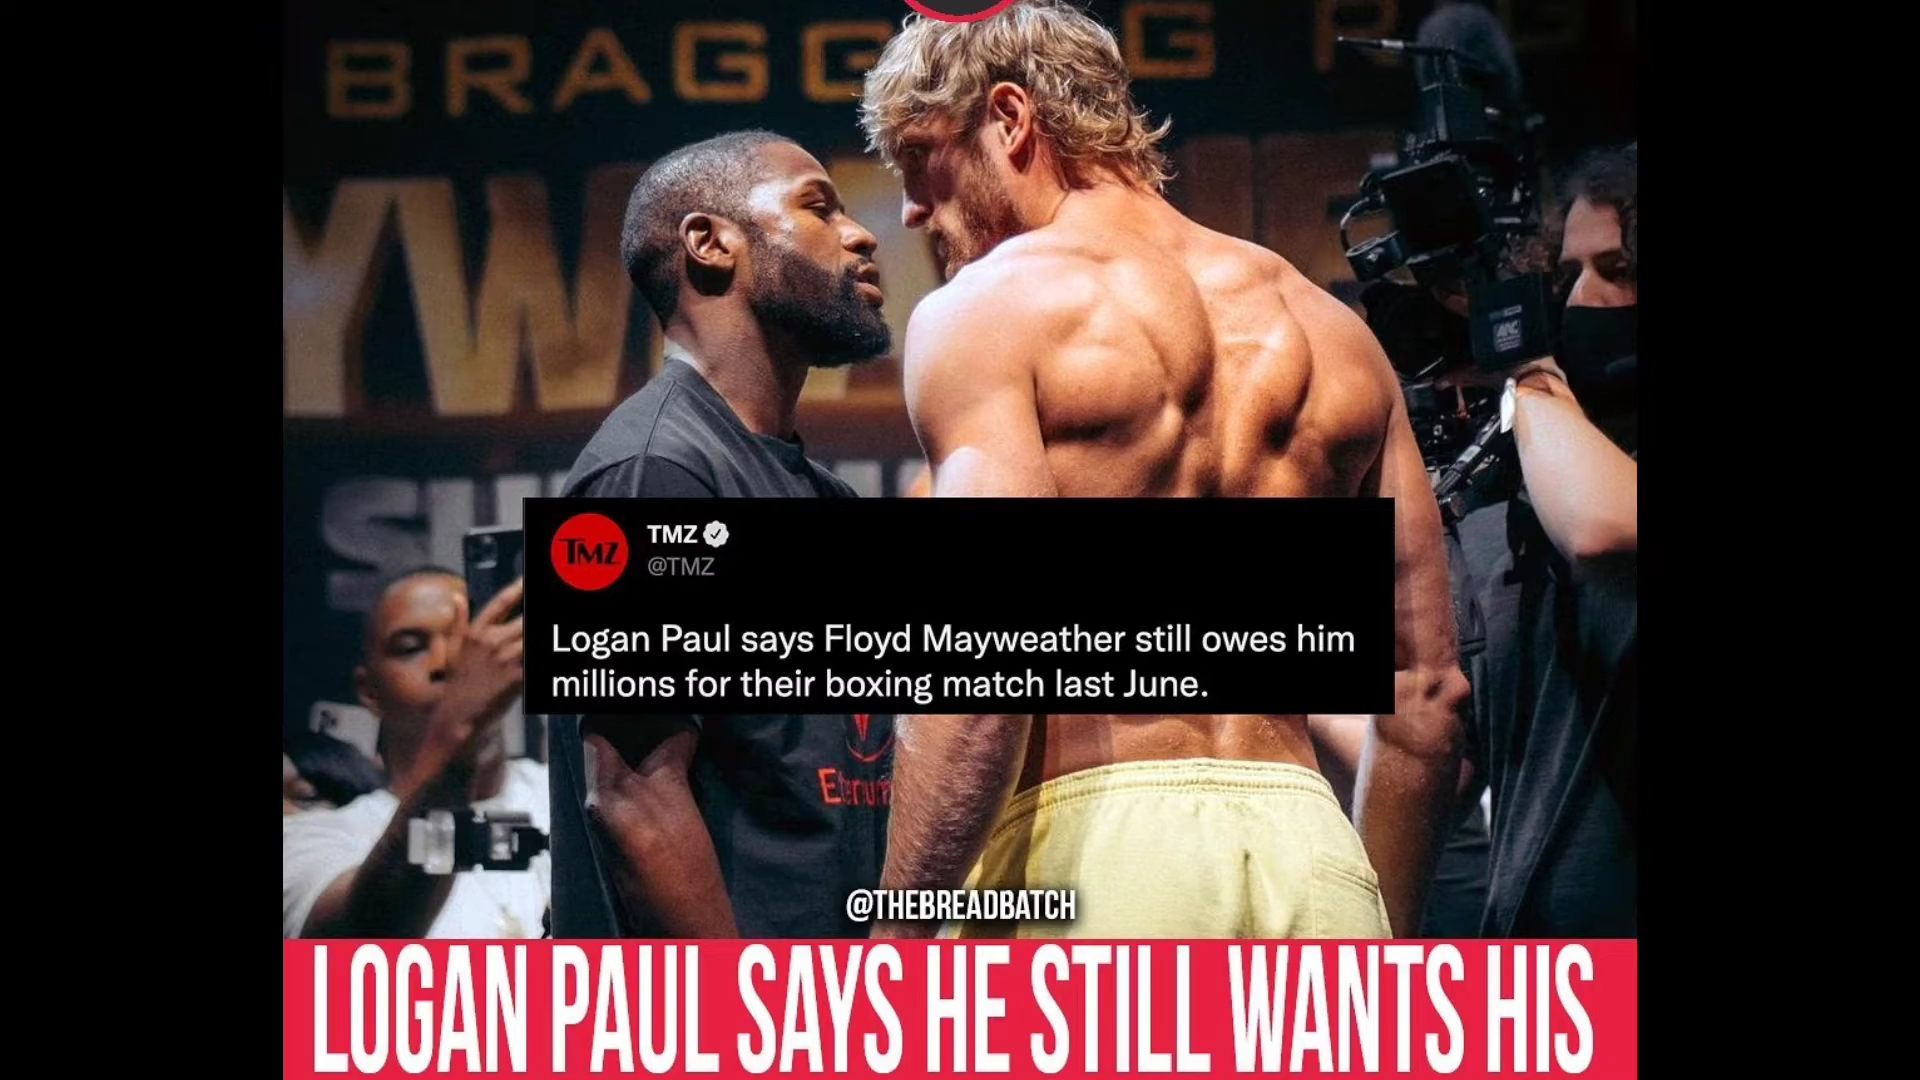 BRAGG G R G
YW
TMZ
TMZ
@TMZ
Logan Paul says Floyd Mayweather still owes him
millions for their boxing match last June.
@THEBREADBATCH
LOGAN PAUL SAYS HE STILL WANTS HIS